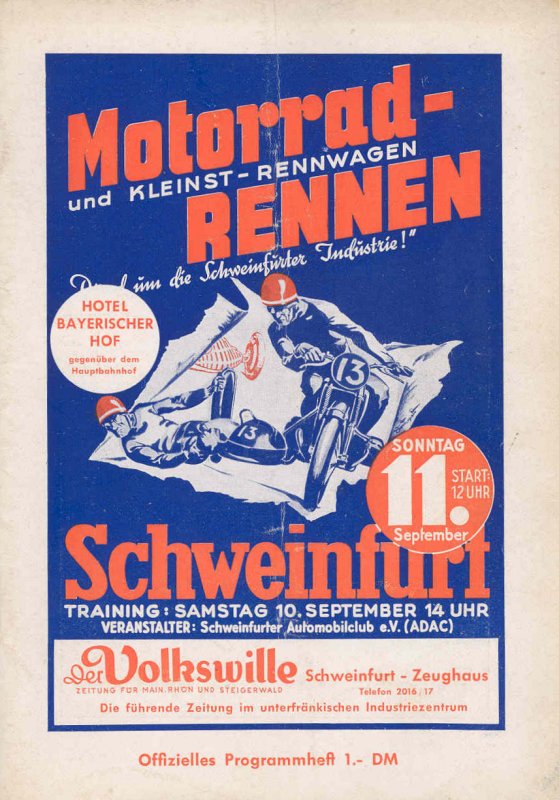 Motorrad-
und KLEINST-RENNWAGEN
RENNEN
um die Schweinfurter Industrie!"
HOTEL
BAYERISCHER
HOF
gegenüber dem
Hauptbahnhof
13
13
SONNTAG
11.
START:
12 UHR
September
Schweinfurt
TRAINING: SAMSTAG 10. SEPTEMBER 14 UHR
VERANSTALTER: Schweinfurter Automobilclub e.V. (ADAC)
der Volkswille Schweinfurt - Zeughaus
ZEITUNG FÜR MAIN, RHÖN UND STEIGERWALD Telefon 2016/17
Die führende Zeitung im unterfränkischen Industriezentrum
Offizielles Programmheft 1.- DM